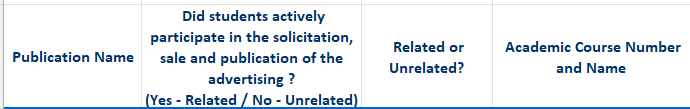 Publication Name
Did students actively
participate in the solicitation,
sale and publication of the
advertising ?
(Yes - Related / No - Unrelated)
Related or
Unrelated?
Academic Course Number
and Name